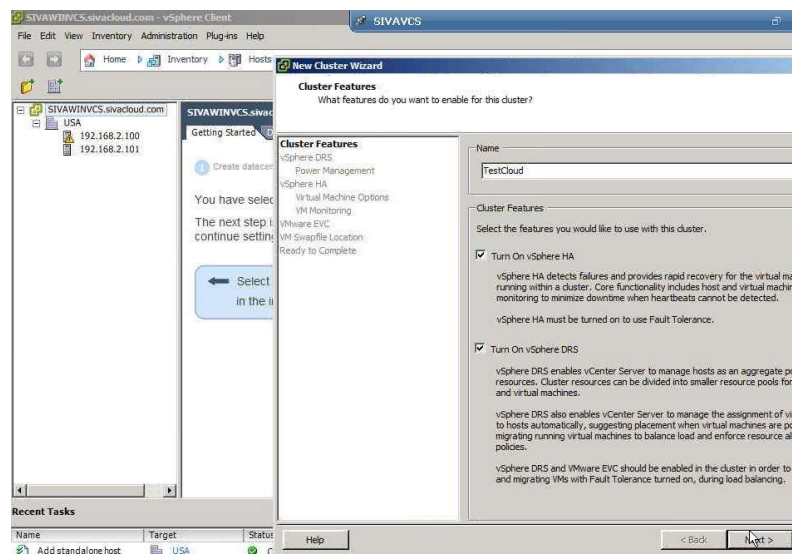 SIVAWINVCS.sivacloud.com - vSphere Client
SIVAVCS
File Edit View Inventory Administration Plug-ins Help
Home Inventory Hosts
New Cluster Wizard
Cluster Features
What features do you want to enable for this cluster?
SIVAWINVCS.sivacloud.com
USA
192.168.2.100
192.168.2.101
SIVAWINVCS.sivac
Getting Started
Create datacen
You have selec
The next step i
continue setting
Select
in the i
Cluster Features
vSphere DRS
Power Management
vSphere HA
Virtual Machine Options
VM Monitoring
VMware EVC
VM Swapfile Location
Ready to Complete
Name
TestCloud
Cluster Features
Select the features you would like to use with this cluster.
Turn On vSphere HA
vSphere HA detects failures and provides rapid recovery for the virtual ma
running within a cluster. Core functionality includes host and virtual machin
monitoring to minimize downtime when heartbeats cannot be detected.
vSphere HA must be turned on to use Fault Tolerance.
Turn On vSphere DRS
vSphere DRS enables vCenter Server to manage hosts as an aggregate po
resources. Cluster resources can be divided into smaller resource pools for
and virtual machines.
vSphere DRS also enables vCenter Server to manage the assignment of vi
to hosts automatically, suggesting placement when virtual machines are po
migrating running virtual machines to balance load and enforce resource al
policies.
vSphere DRS and VMware EVC should be enabled in the cluster in order to
and migrating VMs with Fault Tolerance turned on, during load balancing.
Recent Tasks
Name Target Status
Add standalone host USA
Help
< Back Next >